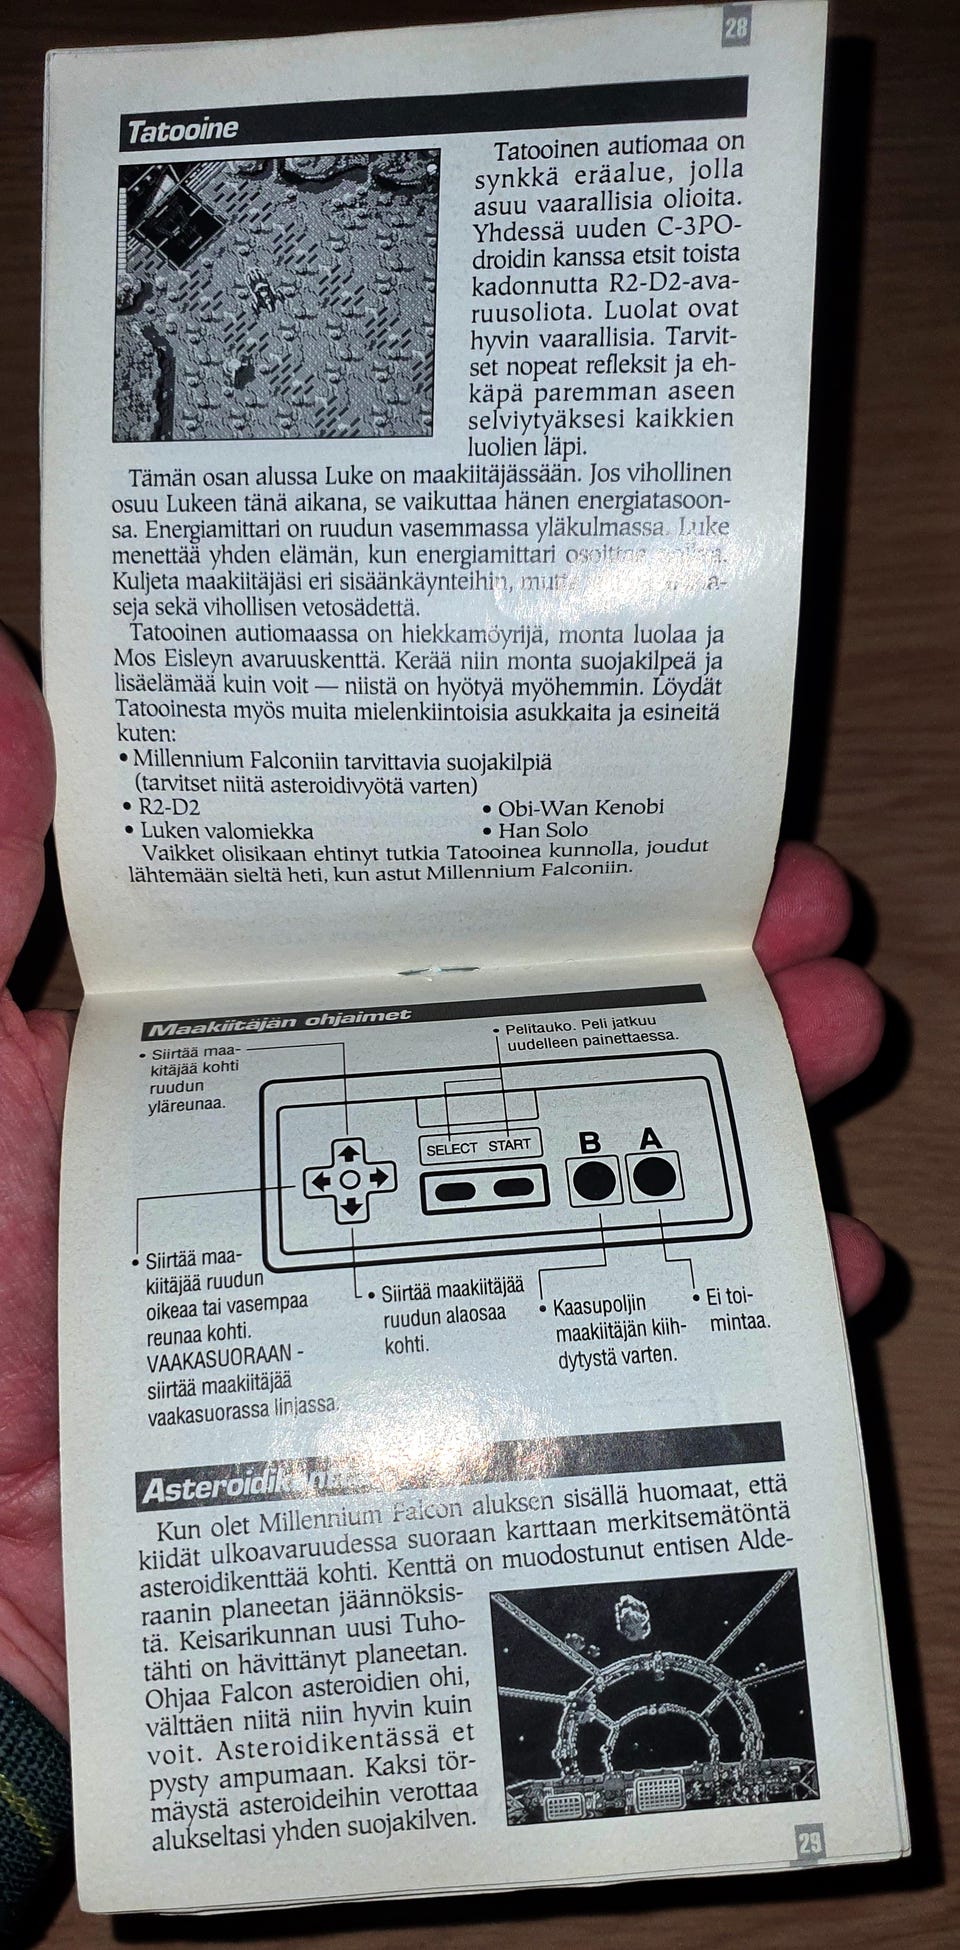 28
Tatooine
Tatooinen autiomaa on
synkkä eräalue, jolla
asuu vaarallisia olioita.
Yhdessä uuden C-3PO-
droidin kanssa etsit toista
kadonnutta R2-D2-ava-
ruusoliota. Luolat ovat
hyvin vaarallisia. Tarvit-
set nopeat refleksit ja eh-
käpä paremman aseen
selviytyäksesi kaikkien
luolien läpi.
Tämän osan alussa Luke on maakiitäjässään. Jos vihollinen
osuu Lukeen tänä aikana, se vaikuttaa hänen energiatasoon-
sa. Energiamittari on ruudun vasemmassa yläkulmassa. Luke
menettää yhden elämän, kun energiamittari osoittaa
Kuljeta maakiitäjäsi eri sisäänkäynteihin,
seja sekä vihollisen vetosädettä.
Tatooinen autiomaassa on hiekkamöyrijä, monta luolaa ja
Mos Eisleyn avaruuskenttä. Kerää niin monta suojakilpeä ja
lisäelämää kuin voit — niistä on hyötyä myöhemmin. Löydät
Tatooinesta myös muita mielenkiintoisia asukkaita ja esineitä
kuten:
• Millennium Falconiin tarvittavia suojakilpiä
(tarvitset niitä asteroidivyötä varten)
• R2-D2 • Obi-Wan Kenobi
• Luken valomiekka • Han Solo
Vaikket olisikaan ehtinyt tutkia Tatooinea kunnolla, joudut
lähtemään sieltä heti, kun astut Millennium Falconiin.
Maakiitäjän ohjaimet
• Siirtää maa-
kitäjää kohti
ruudun
yläreunaa.
• Pelitauko. Peli jatkuu
uudelleen painettaessa.
SELECT START
B A
• Siirtää maa-
kiitäjää ruudun
oikeaa tai vasempaa
reunaa kohti.
VAAKASUORAAN -
siirtää maakiitäjää
vaakasuorassa linjassa.
• Siirtää maakiitäjää
ruudun alaosaa
kohti.
• Kaasupoljin
maakiitäjän kiih-
dytystä varten.
• Ei toi-
mintaa.
Kun olet Millennium Falcon aluksen sisällä huomaat, että
kiidät ulkoavaruudessa suoraan karttaan merkitsemätöntä
asteroidikenttää kohti. Kenttä on muodostunut entisen Alde-
raanin planeetan jäännöksis-
tä. Keisarikunnan uusi Tuho-
tähti on hävittänyt planeetan.
Ohjaa Falcon asteroidien ohi,
välttäen niitä niin hyvin kuin
voit. Asteroidikentässä et
pysty ampumaan. Kaksi tör-
mäystä asteroideihin verottaa
alukseltasi yhden suojakilven.
29